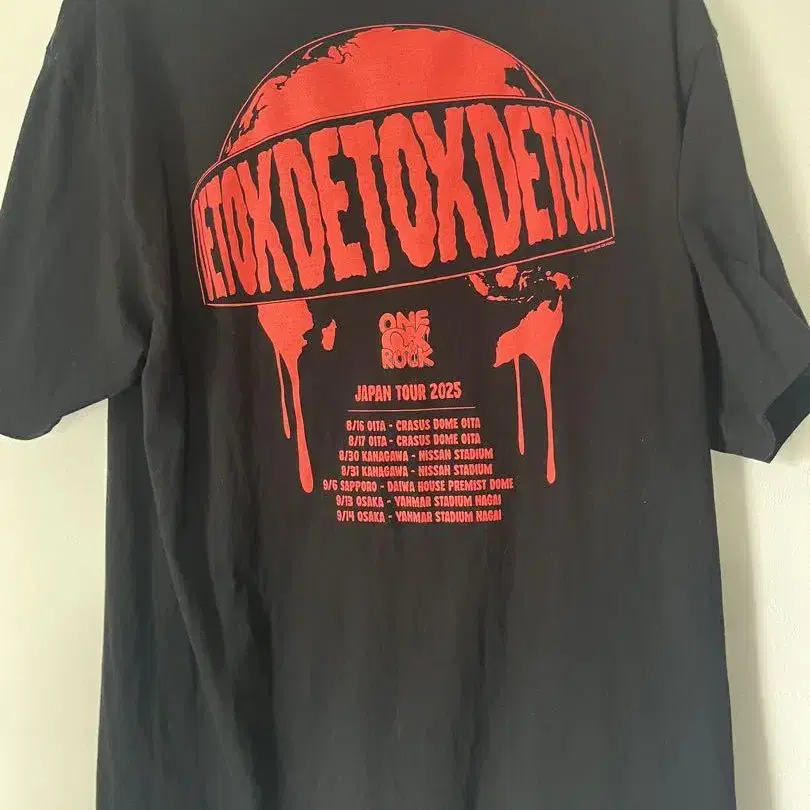 ETOXDETOXDETOX
ONE
OK
ROCK
JAPAN TOUR 2025
8/16 OITA - CRASUS DOME OITA
8/17 OITA - CRASUS DOME OITA
8/30 KANAGAWA - NISSAN STADIUM
8/31 KANAGAWA - NISSAN STADIUM
9/6 SAPPORO - DAIWA HOUSE PREMIST DOME
9/13 OSAKA - YANMAR STADIUM NAGAI
9/14 OSAKA - YANMAR STADIUM NAGAI